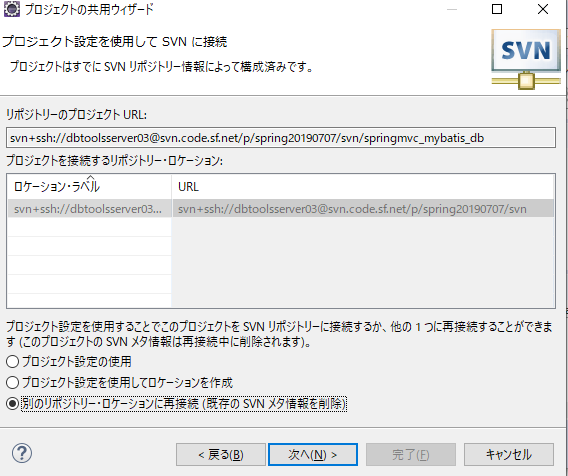 プロジェクトの共用ウィザード
プロジェクト設定を使用して SVN に接続
プロジェクトはすでに SVN リポジトリー情報によって構成済みです。
SVN
リポジトリーのプロジェクト URL:
svn+ssh://dbtoolsserver03@svn.code.sf.net/p/spring20190707/svn/springmvc_mybatis_db
プロジェクトを接続するリポジトリー・ロケーション:
ロケーション・ラベル URL
svn+ssh://dbtoolsserver03... svn+ssh://dbtoolsserver03@svn.code.sf.net/p/spring20190707/svn
プロジェクト設定を使用することでこのプロジェクトを SVN リポジトリーに接続するか、他の 1 つに再接続することができま
す (このプロジェクトの SVN メタ情報は再接続中に削除されます)。
プロジェクト設定の使用
プロジェクト設定を使用してロケーションを作成
別のリポジトリー・ロケーションに再接続 (既存の SVN メタ情報を削除)
?
< 戻る(B) 次へ(N) > 完了(F) キャンセル